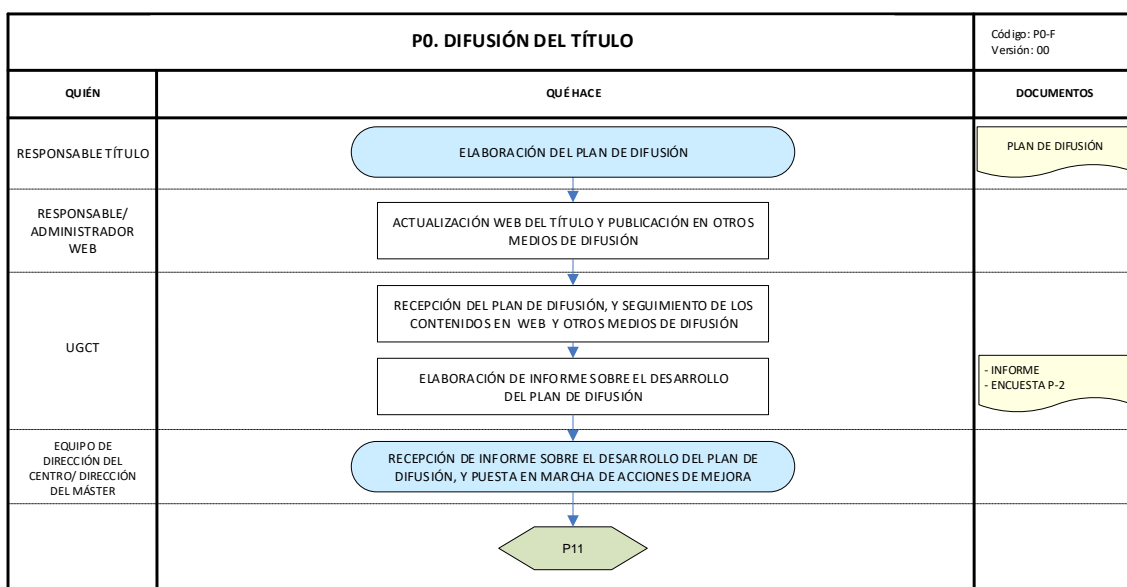 P0. DIFUSIÓN DEL TÍTULO
Código: P0-F
Versión: 00
QUIÉN
QUÉ HACE
DOCUMENTOS
RESPONSABLE TÍTULO
ELABORACIÓN DEL PLAN DE DIFUSIÓN
PLAN DE DIFUSIÓN
RESPONSABLE/
ADMINISTRADOR
WEB
ACTUALIZACIÓN WEB DEL TÍTULO Y PUBLICACIÓN EN OTROS
MEDIOS DE DIFUSIÓN
UGCT
RECEPCIÓN DEL PLAN DE DIFUSIÓN, Y SEGUIMIENTO DE LOS
CONTENIDOS EN WEB Y OTROS MEDIOS DE DIFUSIÓN
ELABORACIÓN DE INFORME SOBRE EL DESARROLLO
DEL PLAN DE DIFUSIÓN
- INFORME
- ENCUESTA P-2
EQUIPO DE
DIRECCIÓN DEL
CENTRO/ DIRECCIÓN
DEL MÁSTER
RECEPCIÓN DE INFORME SOBRE EL DESARROLLO DEL PLAN DE
DIFUSIÓN, Y PUESTA EN MARCHA DE ACCIONES DE MEJORA
P11